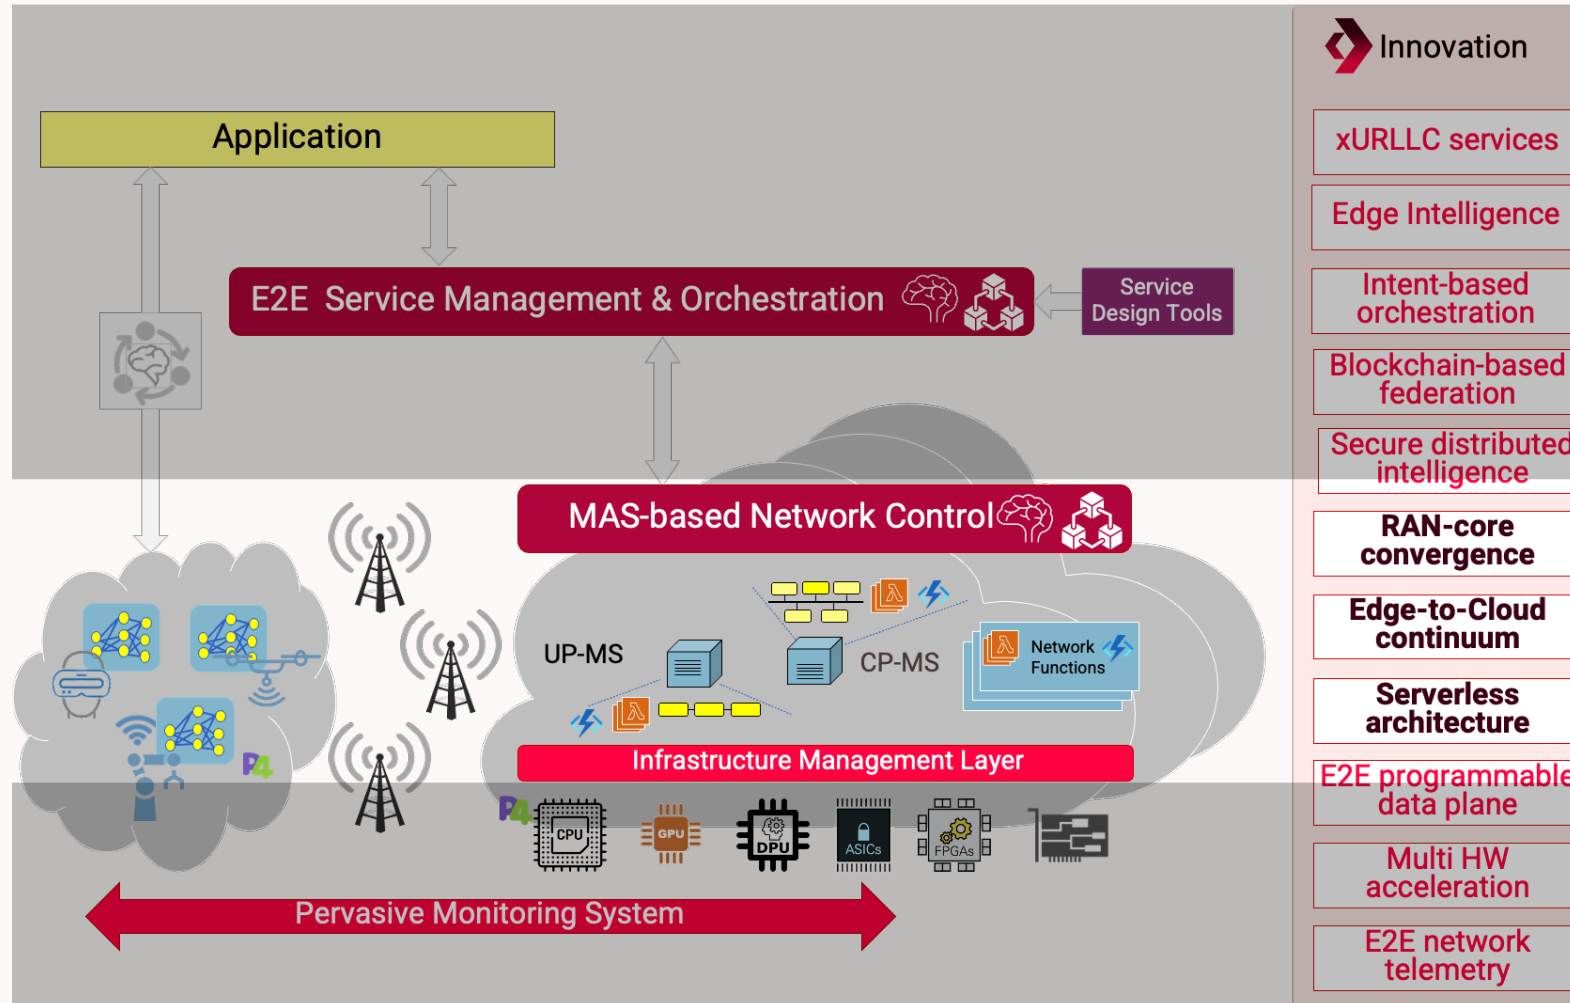 Innovation
Application
xURLLC services
Edge Intelligence
E2E Service Management & Orchestration
Service
Design Tools
Intent-based
orchestration
Blockchain-based
federation
Secure distributed
intelligence
MAS-based Network Control
RAN-core
convergence
UP-MS
CP-MS
λ
λ
λ
Network
Functions
Edge-to-Cloud
continuum
Serverless
architecture
Infrastructure Management Layer
P4
P4
CPU
GPU
DPU
ASICs
FPGAs
E2E programmable
data plane
Multi HW
acceleration
Pervasive Monitoring System
E2E network
telemetry